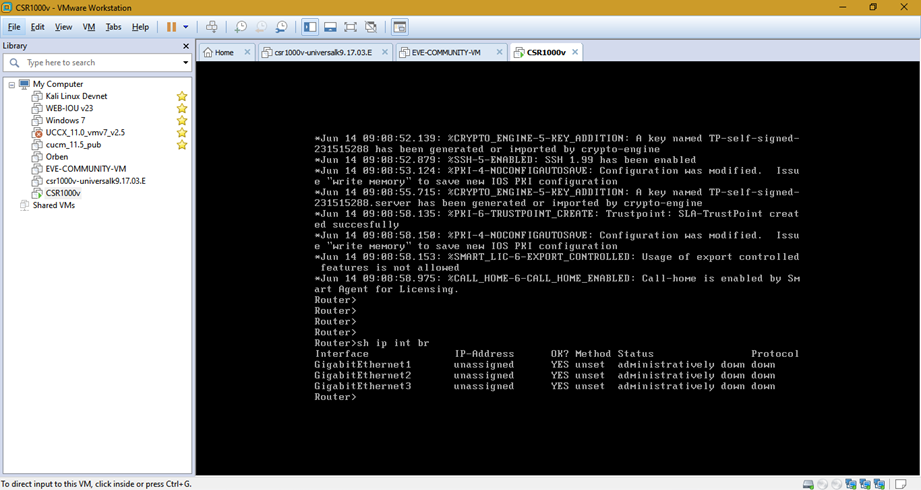 CSR1000v - VMware Workstation
File Edit View VM Tabs Help
Library
Type here to search
My Computer
Kali Linux Devnet
WEB-IOU v23
Windows 7
UCCX_11.0_vmv7_v2.5
cucm_11.5_pub
Orben
EVE-COMMUNITY-VM
csr1000v-universalk9.17.03.E
CSR1000v
Shared VMs
Home
csr1000v-universalk9.17.03.E
EVE-COMMUNITY-VM
CSR1000v
*Jun 14 09:08:52.139: %CRYPTO_ENGINE-5-KEY_ADDITION: A key named TP-self-signed-
231515288 has been generated or imported by crypto-engine
*Jun 14 09:08:52.879: %SSH-5-ENABLED: SSH 1.99 has been enabled
*Jun 14 09:08:53.124: %PKI-4-NOCONFIGAUTOSAVE: Configuration was modified.  Issu
e "write memory" to save new IOS PKI configuration
*Jun 14 09:08:55.715: %CRYPTO_ENGINE-5-KEY_ADDITION: A key named TP-self-signed-
231515288.server has been generated or imported by crypto-engine
*Jun 14 09:08:58.135: %PKI-6-TRUSTPOINT_CREATE: Trustpoint: SLA-TrustPoint creat
ed succesfully
*Jun 14 09:08:58.150: %PKI-4-NOCONFIGAUTOSAVE: Configuration was modified.  Issu
e "write memory" to save new IOS PKI configuration
*Jun 14 09:08:58.153: %SMART_LIC-6-EXPORT_CONTROLLED: Usage of export controlled
 features is not allowed
*Jun 14 09:08:58.975: %CALL_HOME-6-CALL_HOME_ENABLED: Call-home is enabled by Sm
art Agent for Licensing.
Router>
Router>
Router>
Router>
Router>sh ip int br
Interface IP-Address OK? Method Status Protocol
GigabitEthernet1 unassigned YES unset administratively down down
GigabitEthernet2 unassigned YES unset administratively down down
GigabitEthernet3 unassigned YES unset administratively down down
Router>
To direct input to this VM, click inside or press Ctrl+G.